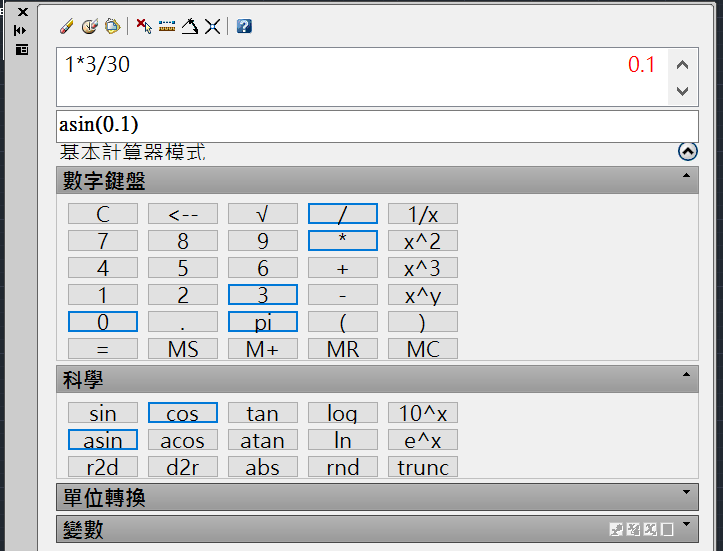 1*3/30 0.1
asin(0.1)
基本計算器模式
數字鍵盤
C <-- √ / 1/x
7 8 9 * x^2
4 5 6 + x^3
1 2 3 - x^y
0 . pi ( )
= MS M+ MR MC
科學
sin cos tan log 10^x
asin acos atan ln e^x
r2d d2r abs rnd trunc
單位轉換
變數